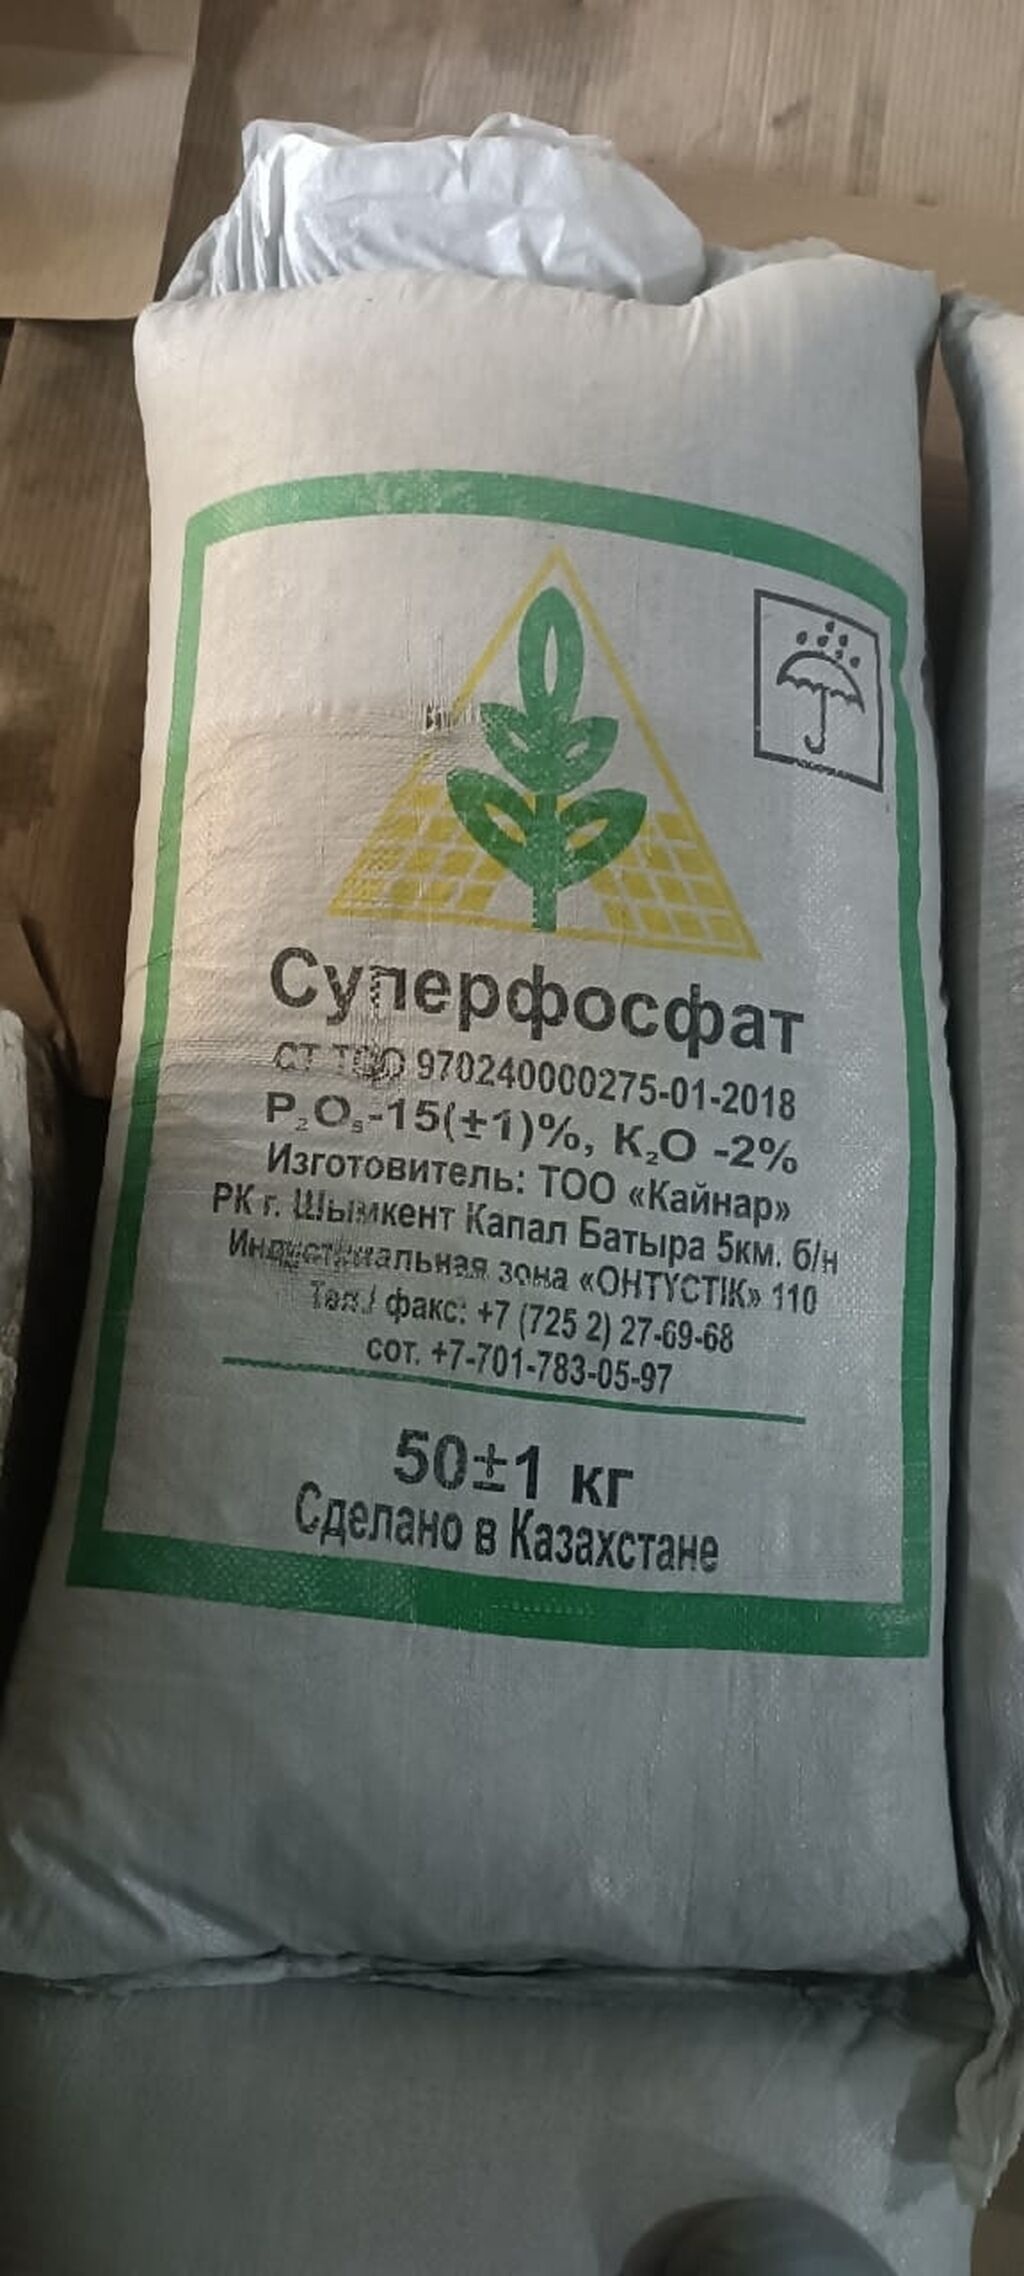 Суперфосфат
СТ ТОО 970240000275-01-2018
P₂O₅-15(±1)%, K₂O -2%
Изготовитель: ТОО «Кайнар»
РК г. Шымкент Капал Батыра 5км. б/н
Индустриальная зона «ОНТҮСТІК» 110
Тел./ факс: +7 (725 2) 27-69-68
сот. +7-701-783-05-97
50±1 кг
Сделано в Казахстане